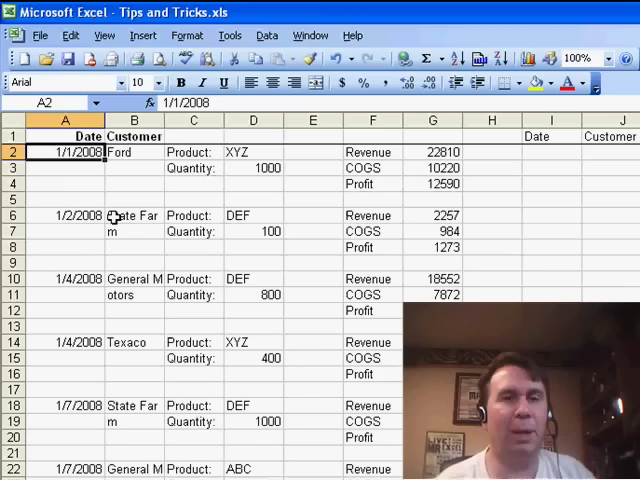 Microsoft Excel - Tips and Tricks.xls
File Edit View Insert Format Tools Data Window Help
Σ 100%
Arial 10 B I U $ % ,
A2 fx 1/1/2008
A B C D E F G H I J
1 Date Customer Date Customer
2 1/1/2008 Ford Product: XYZ Revenue 22810
3 Quantity: 1000 COGS 10220
4 Profit 12590
5
6 1/2/2008 State Far Product: DEF Revenue 2257
7 m Quantity: 100 COGS 984
8 Profit 1273
9
10 1/4/2008 General M Product: DEF Revenue 18552
11 otors Quantity: 800 COGS 7872
12 Profit
13
14 1/4/2008 Texaco Product: XYZ Revenue
15 Quantity: 400 COGS
16 Profit
17
18 1/7/2008 State Far Product: DEF Revenue
19 m Quantity: 1000 COGS
20 Profit
21
22 1/7/2008 General M Product: ABC Revenue